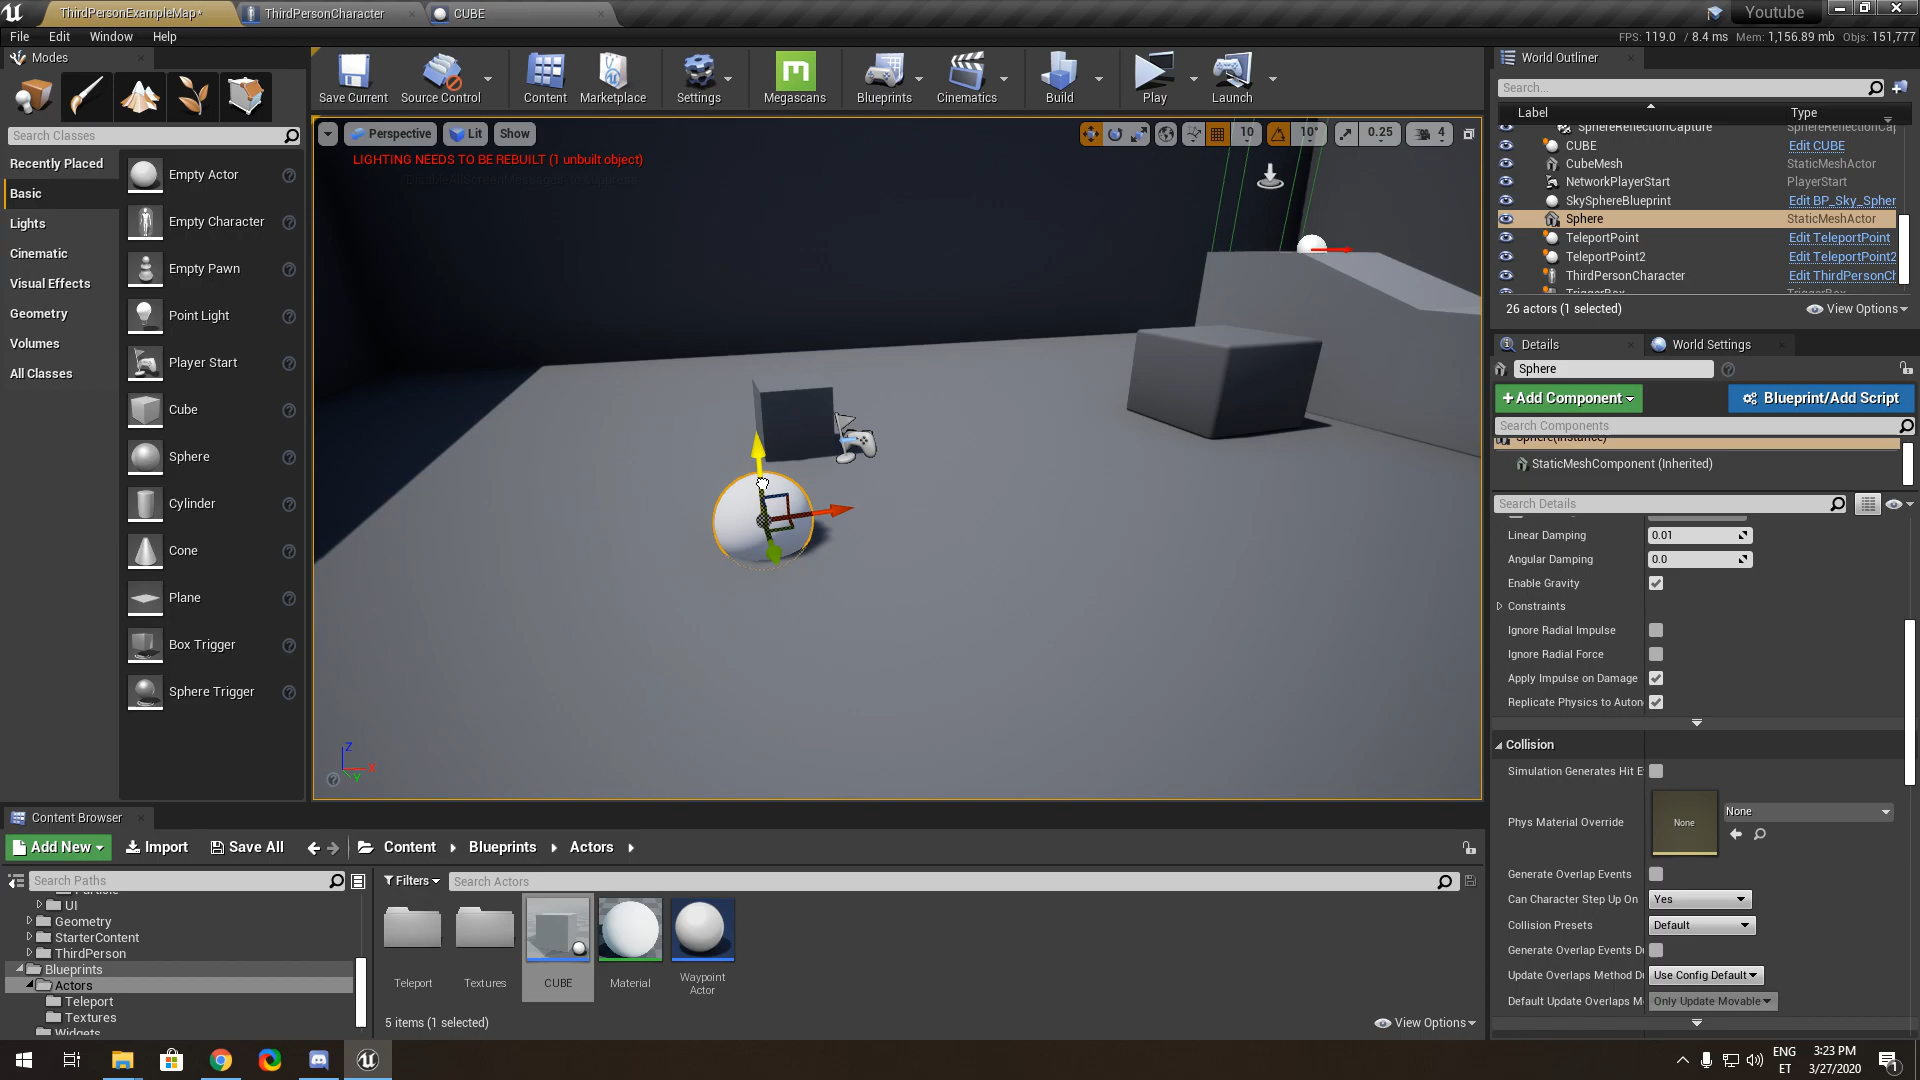 ThirdPersonExampleMap*
ThirdPersonCharacter
CUBE
Youtube
File Edit Window Help
FPS: 119.0 / 8.4 ms Mem: 1,156.89 mb Objs: 151,777
Modes
Save Current
Source Control
Content
Marketplace
Settings
Megascans
Blueprints
Cinematics
Build
Play
Launch
Search Classes
Recently Placed
Basic
Lights
Cinematic
Visual Effects
Geometry
Volumes
All Classes
Empty Actor
Empty Character
Empty Pawn
Point Light
Player Start
Cube
Sphere
Cylinder
Cone
Plane
Box Trigger
Sphere Trigger
Perspective Lit Show
10 10° 0.25 4
LIGHTING NEEDS TO BE REBUILT (1 unbuilt object)
Z
X
Y
World Outliner
Search...
Label Type
SphereReflectionCapture SphereReflectionCap
CUBE Edit CUBE
CubeMesh StaticMeshActor
NetworkPlayerStart PlayerStart
SkySphereBlueprint Edit BP_Sky_Spher
Sphere StaticMeshActor
TeleportPoint Edit TeleportPoint
TeleportPoint2 Edit TeleportPoint2
ThirdPersonCharacter Edit ThirdPersonCh
26 actors (1 selected)
View Options
Details
World Settings
Sphere
Add Component
Blueprint/Add Script
Search Components
Sphere(Instance)
StaticMeshComponent (Inherited)
Search Details
Linear Damping 0.01
Angular Damping 0.0
Enable Gravity
Constraints
Ignore Radial Impulse
Ignore Radial Force
Apply Impulse on Damage
Replicate Physics to Auton
Collision
Simulation Generates Hit E
Phys Material Override None None
Generate Overlap Events
Can Character Step Up On Yes
Collision Presets Default
Generate Overlap Events Du
Update Overlaps Method Du Use Config Default
Default Update Overlaps M Only Update Movable
Content Browser
Add New
Import
Save All
Content Blueprints Actors
Search Paths
UI
Geometry
StarterContent
ThirdPerson
Blueprints
Actors
Teleport
Textures
Widgets
Filters
Search Actors
Teleport
Textures
CUBE
Material
Waypoint
Actor
5 items (1 selected)
View Options
ENG
ET
3:23 PM
3/27/2020
1